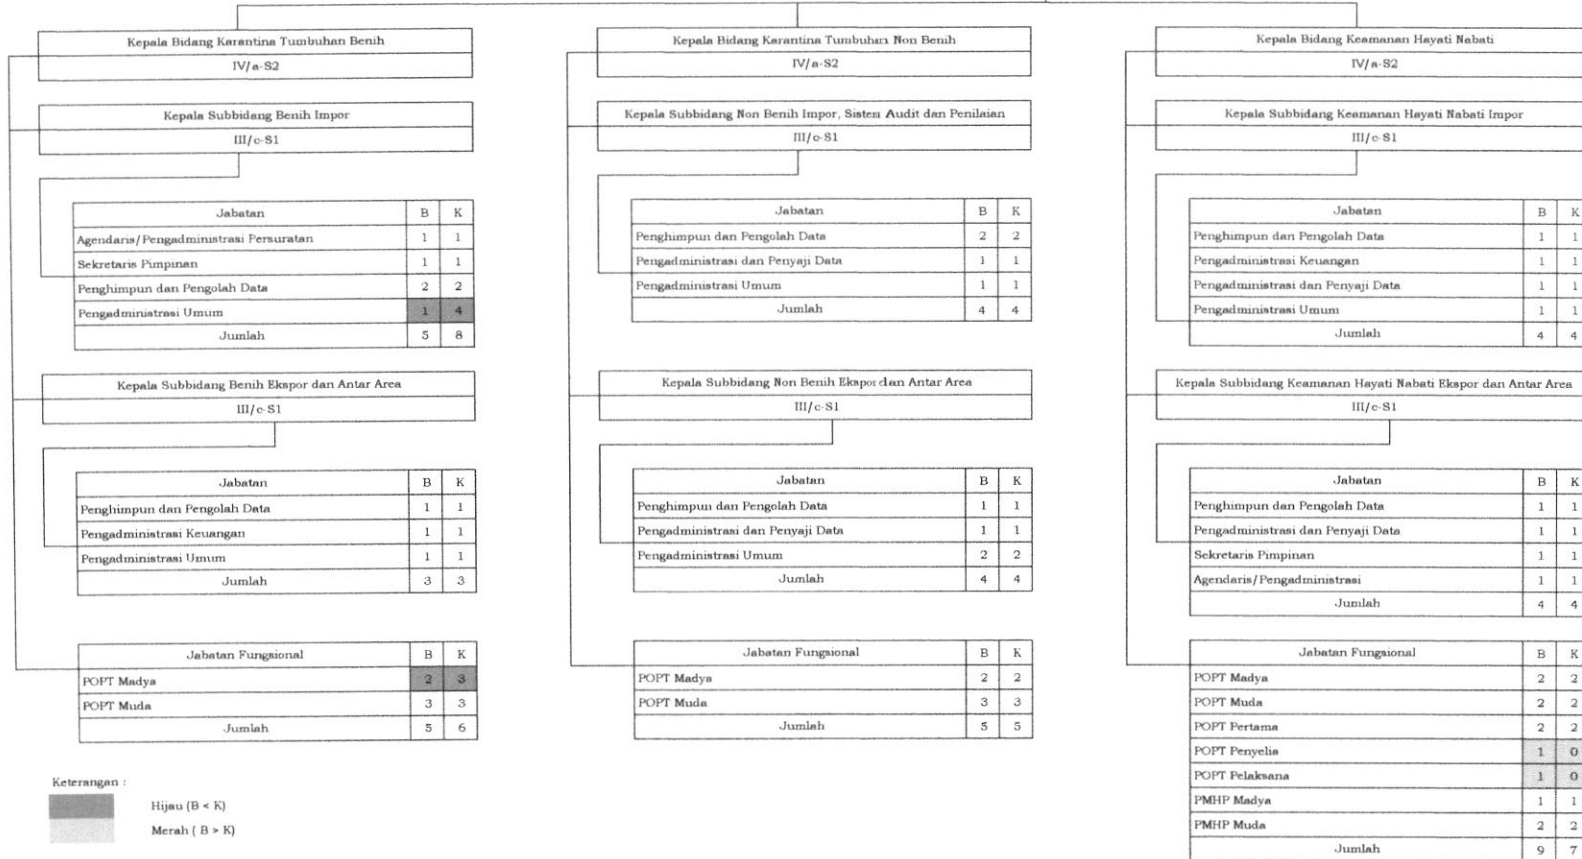 Kepala Bidang Karantina Tumbuhan Benih
IV/a-S2
Kepala Subbidang Benih Impor
III/c-S1
Jabatan B K
Agendaris/Pengadministrasi Persuratan 1 1
Sekretaris Pimpinan 1 1
Penghimpun dan Pengolah Data 2 2
Pengadministrasi Umum 1 4
Jumlah 5 8
Kepala Subbidang Benih Ekspor dan Antar Area
III/c-S1
Jabatan B K
Penghimpun dan Pengolah Data 1 1
Pengadministrasi Keuangan 1 1
Pengadministrasi Umum 1 1
Jumlah 3 3
Jabatan Fungsional B K
POPT Madya 2 3
POPT Muda 3 3
Jumlah 5 6
Keterangan :
Hijau (B < K)
Merah ( B > K)
Kepala Bidang Karantina Tumbuhan Non Benih
IV/a-S2
Kepala Subbidang Non Benih Impor, Sistem Audit dan Penilaian
III/c-S1
Jabatan B K
Penghimpun dan Pengolah Data 2 2
Pengadministrasi dan Penyaji Data 1 1
Pengadministrasi Umum 1 1
Jumlah 4 4
Kepala Subbidang Non Benih Ekspor dan Antar Area
III/c-S1
Jabatan B K
Penghimpun dan Pengolah Data 1 1
Pengadministrasi dan Penyaji Data 1 1
Pengadministrasi Umum 2 2
Jumlah 4 4
Jabatan Fungsional B K
POPT Madya 2 2
POPT Muda 3 3
Jumlah 5 5
Kepala Bidang Keamanan Hayati Nabati
IV/a-S2
Kepala Subbidang Keamanan Hayati Nabati Impor
III/c-S1
Jabatan B K
Penghimpun dan Pengolah Data 1 1
Pengadministrasi Keuangan 1 1
Pengadministrasi dan Penyaji Data 1 1
Pengadministrasi Umum 1 1
Jumlah 4 4
Kepala Subbidang Keamanan Hayati Nabati Ekspor dan Antar Area
III/c-S1
Jabatan B K
Penghimpun dan Pengolah Data 1 1
Pengadministrasi dan Penyaji Data 1 1
Sekretaris Pimpinan 1 1
Agendaris/Pengadministrasi 1 1
Jumlah 4 4
Jabatan Fungsional B K
POPT Madya 2 2
POPT Muda 2 2
POPT Pertama 2 2
POPT Penyelia 1 0
POPT Pelaksana 1 0
PMHP Madya 1 1
PMHP Muda 2 2
Jumlah 9 7